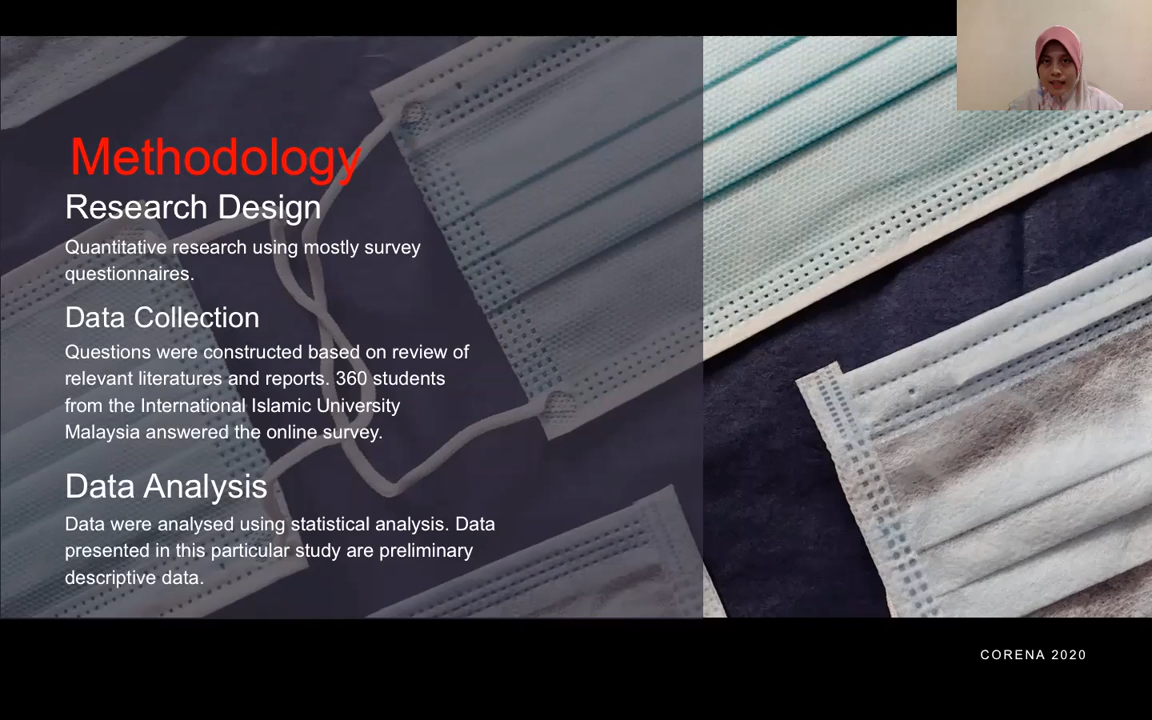 Methodology
Research Design
Quantitative research using mostly survey
questionnaires.
Data Collection
Questions were constructed based on review of
relevant literatures and reports. 360 students
from the International Islamic University
Malaysia answered the online survey.
Data Analysis
Data were analysed using statistical analysis. Data
presented in this particular study are preliminary
descriptive data.
CORENA 2020